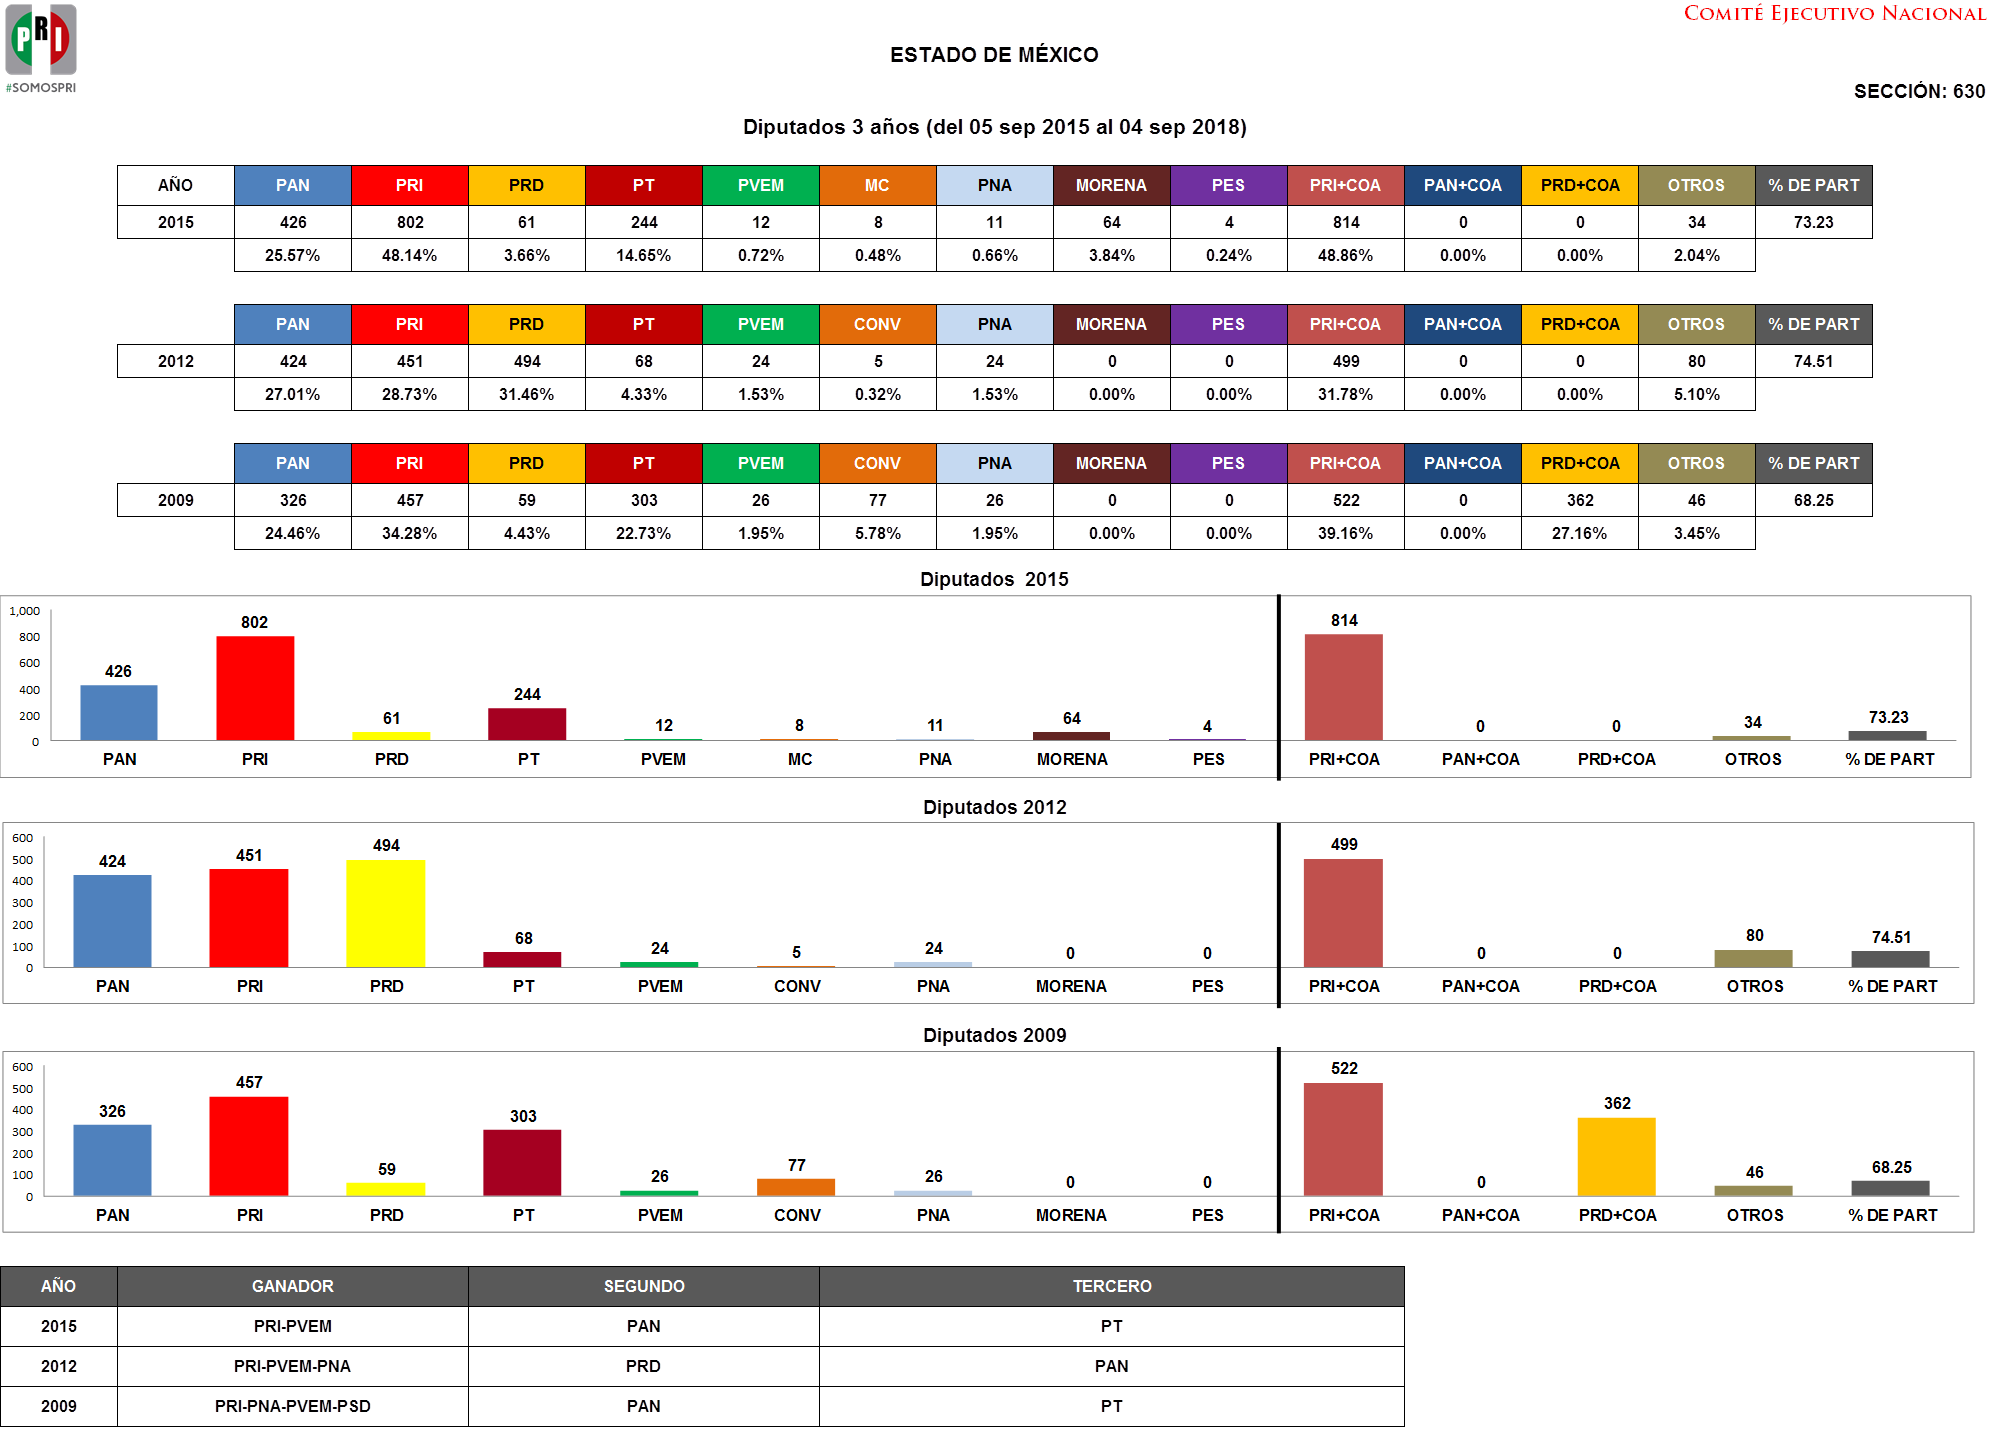 PRI
#SOMOSPRI
COMITÉ EJECUTIVO NACIONAL
ESTADO DE MÉXICO
SECCIÓN: 630
Diputados 3 años (del 05 sep 2015 al 04 sep 2018)
AÑO PAN PRI PRD PT PVEM MC PNA MORENA PES PRI+COA PAN+COA PRD+COA OTROS % DE PART
2015 426 802 61 244 12 8 11 64 4 814 0 0 34 73.23
25.57% 48.14% 3.66% 14.65% 0.72% 0.48% 0.66% 3.84% 0.24% 48.86% 0.00% 0.00% 2.04%
PAN PRI PRD PT PVEM CONV PNA MORENA PES PRI+COA PAN+COA PRD+COA OTROS % DE PART
2012 424 451 494 68 24 5 24 0 0 499 0 0 80 74.51
27.01% 28.73% 31.46% 4.33% 1.53% 0.32% 1.53% 0.00% 0.00% 31.78% 0.00% 0.00% 5.10%
PAN PRI PRD PT PVEM CONV PNA MORENA PES PRI+COA PAN+COA PRD+COA OTROS % DE PART
2009 326 457 59 303 26 77 26 0 0 522 0 362 46 68.25
24.46% 34.28% 4.43% 22.73% 1.95% 5.78% 1.95% 0.00% 0.00% 39.16% 0.00% 27.16% 3.45%
Diputados 2015
1,000
800
600
400
200
0
426 802 61 244 12 8 11 64 4 814 0 0 34 73.23
PAN PRI PRD PT PVEM MC PNA MORENA PES PRI+COA PAN+COA PRD+COA OTROS % DE PART
Diputados 2012
600
500
400
300
200
100
0
424 451 494 68 24 5 24 0 0 499 0 0 80 74.51
PAN PRI PRD PT PVEM CONV PNA MORENA PES PRI+COA PAN+COA PRD+COA OTROS % DE PART
Diputados 2009
600
500
400
300
200
100
0
326 457 59 303 26 77 26 0 0 522 0 362 46 68.25
PAN PRI PRD PT PVEM CONV PNA MORENA PES PRI+COA PAN+COA PRD+COA OTROS % DE PART
AÑO GANADOR SEGUNDO TERCERO
2015 PRI-PVEM PAN PT
2012 PRI-PVEM-PNA PRD PAN
2009 PRI-PNA-PVEM-PSD PAN PT